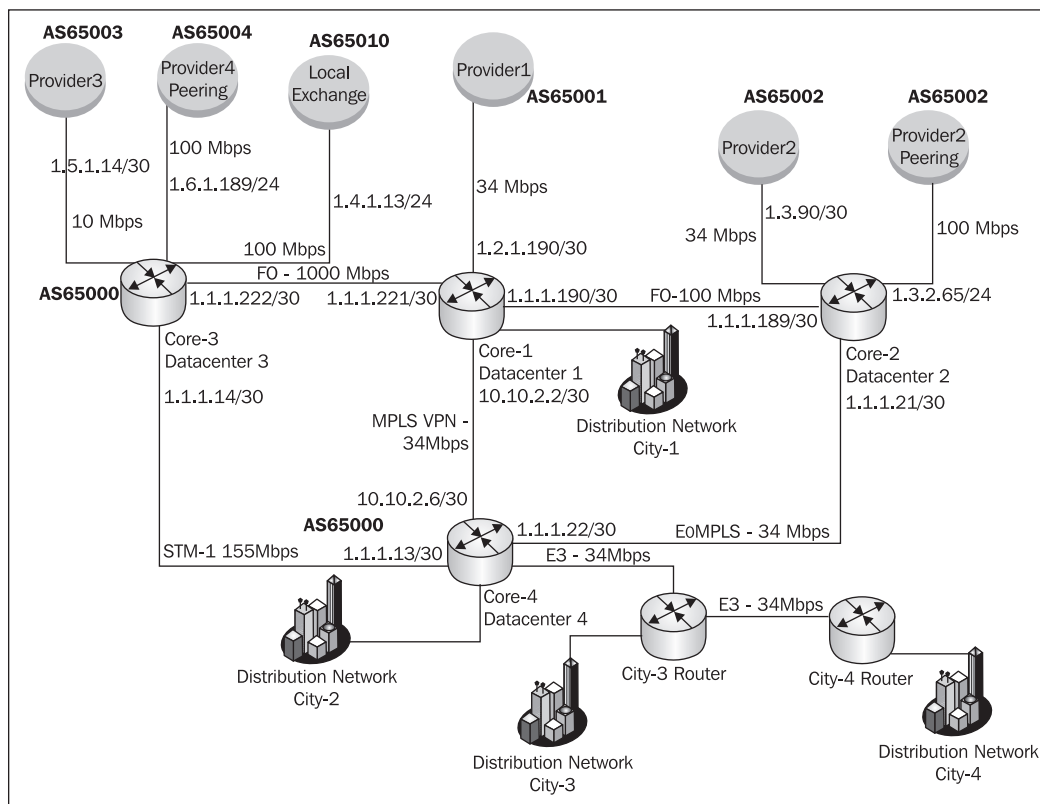 AS65003
AS65004
AS65010
Provider3
Provider4
Peering
Local
Exchange
Provider1
AS65001
AS65002
AS65002
Provider2
Provider2
Peering
1.5.1.14/30
100 Mbps
1.6.1.189/24
1.4.1.13/24
34 Mbps
1.3.90/30
100 Mbps
10 Mbps
34 Mbps
100 Mbps
1.2.1.190/30
FO - 1000 Mbps
AS65000
1.1.1.222/30
1.1.1.221/30
1.1.1.190/30
FO-100 Mbps
1.3.2.65/24
1.1.1.189/30
Core-3
Datacenter 3
1.1.1.14/30
Core-1
Datacenter 1
10.10.2.2/30
Core-2
Datacenter 2
1.1.1.21/30
MPLS VPN -
34Mbps
Distribution Network
City-1
10.10.2.6/30
AS65000
1.1.1.22/30
E0MPLS - 34 Mbps
STM-1 155Mbps
1.1.1.13/30
E3 - 34Mbps
Core-4
Datacenter 4
E3 - 34Mbps
Distribution Network
City-2
City-3 Router
City-4 Router
Distribution Network
City-3
Distribution Network
City-4